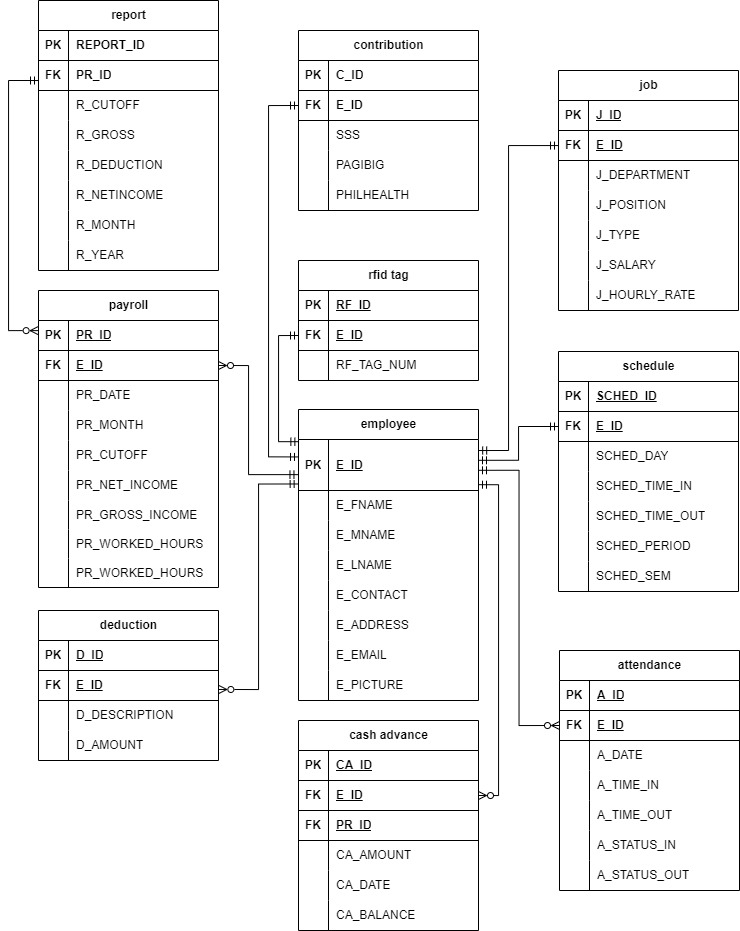 report
PK REPORT_ID
FK PR_ID
R_CUTOFF
R_GROSS
R_DEDUCTION
R_NETINCOME
R_MONTH
R_YEAR
payroll
PK PR_ID
FK E_ID
PR_DATE
PR_MONTH
PR_CUTOFF
PR_NET_INCOME
PR_GROSS_INCOME
PR_WORKED_HOURS
PR_WORKED_HOURS
deduction
PK D_ID
FK E_ID
D_DESCRIPTION
D_AMOUNT
contribution
PK C_ID
FK E_ID
SSS
PAGIBIG
PHILHEALTH
rfid tag
PK RF_ID
FK E_ID
RF_TAG_NUM
employee
PK E_ID
E_FNAME
E_MNAME
E_LNAME
E_CONTACT
E_ADDRESS
E_EMAIL
E_PICTURE
cash advance
PK CA_ID
FK E_ID
FK PR_ID
CA_AMOUNT
CA_DATE
CA_BALANCE
job
PK J_ID
FK E_ID
J_DEPARTMENT
J_POSITION
J_TYPE
J_SALARY
J_HOURLY_RATE
schedule
PK SCHED_ID
FK E_ID
SCHED_DAY
SCHED_TIME_IN
SCHED_TIME_OUT
SCHED_PERIOD
SCHED_SEM
attendance
PK A_ID
FK E_ID
A_DATE
A_TIME_IN
A_TIME_OUT
A_STATUS_IN
A_STATUS_OUT